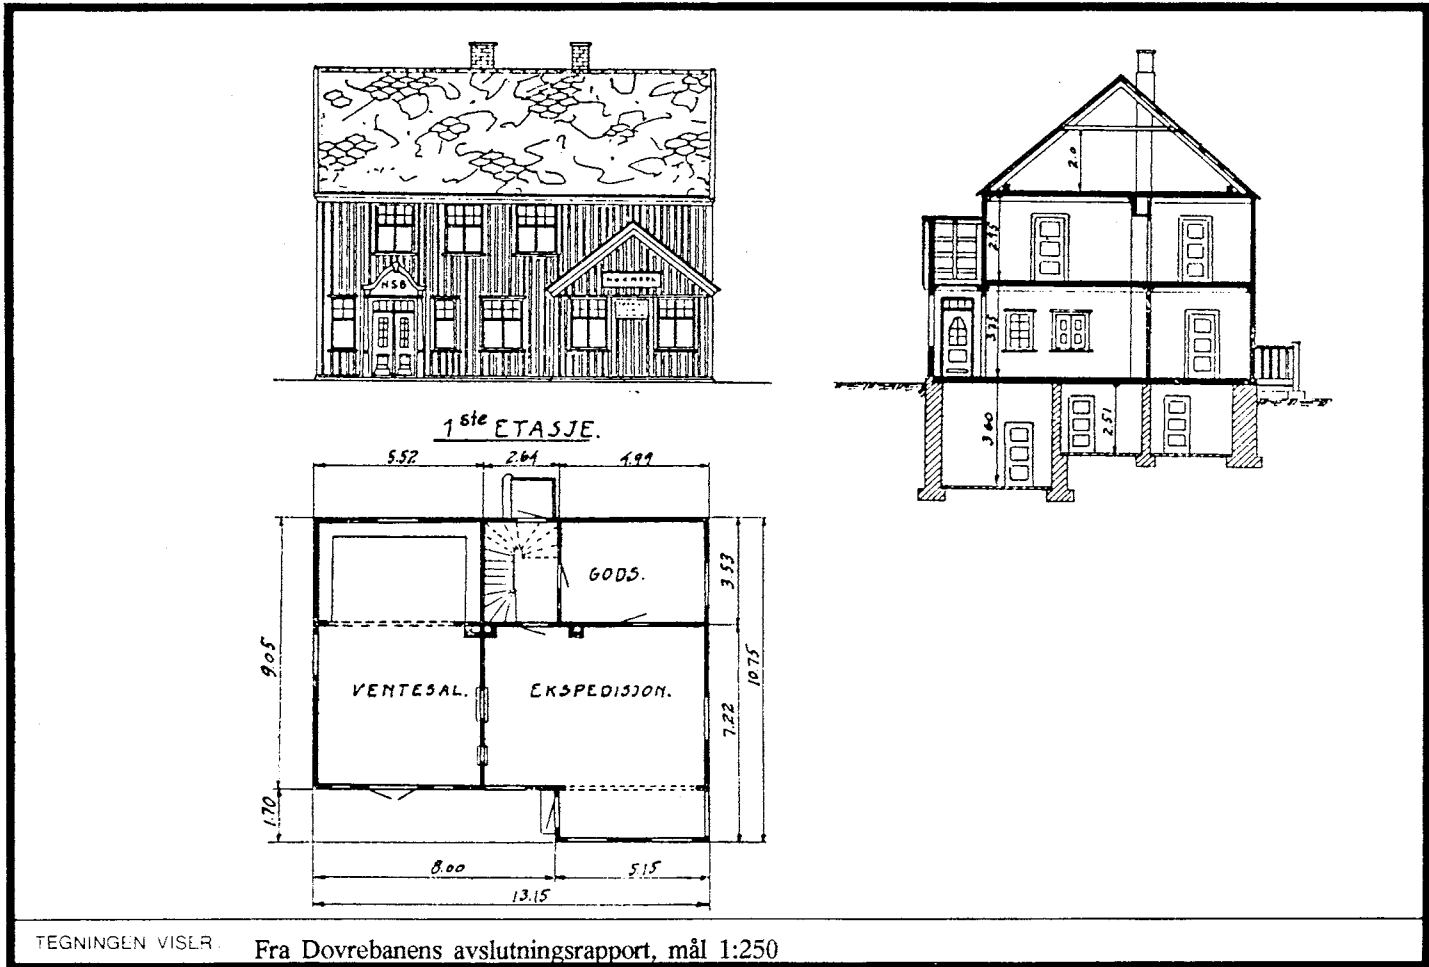 NSB
2.0
2.95
3.75
3.60
2.51
1ste ETASJE.
5.52 2.64 4.99
GODS.
3.53
9.05
VENTESAL. EKSPEDISJON.
10.75
7.22
1.70
8.00 5.15
13.15
TEGNINGEN VISER: Fra Dovrebanens avslutningsrapport, mål 1:250